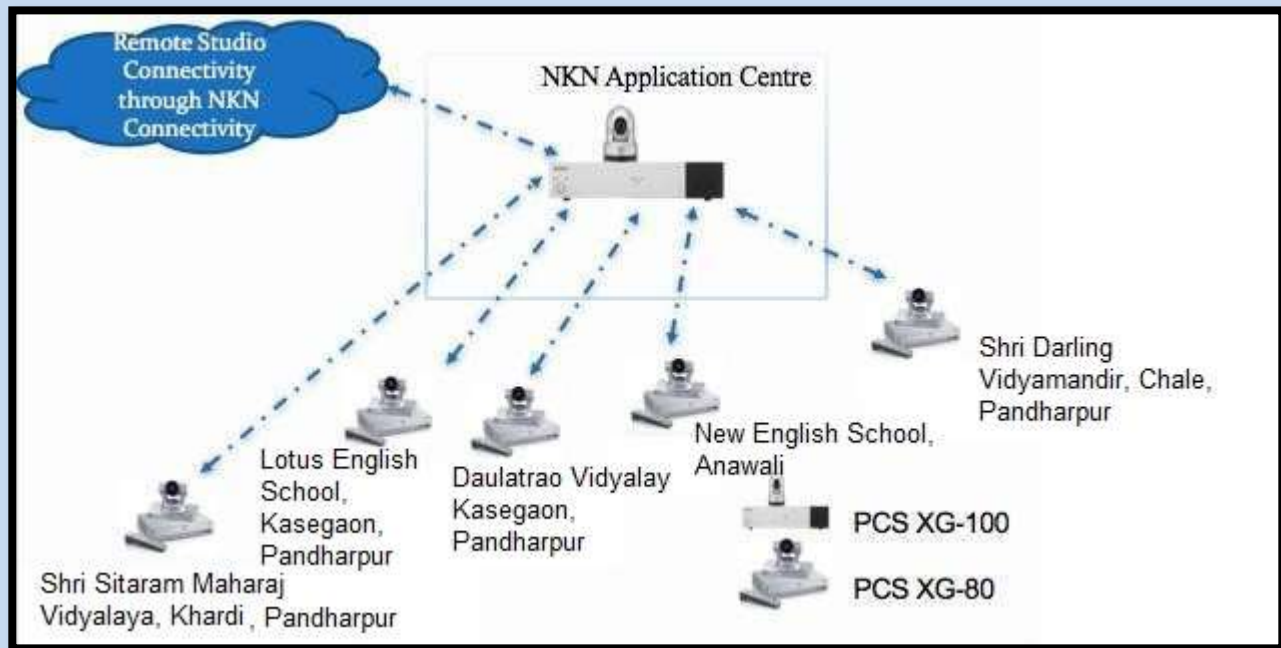 Remote Studio
Connectivity
through NKN
Connectivity
NKN Application Centre
Shri Darling
Vidyamandir, Chale,
Pandharpur
New English School,
Anawali
Lotus English
School,
Kasegaon,
Pandharpur
Daulatrao Vidyalay
Kasegaon,
Pandharpur
Shri Sitaram Maharaj
Vidyalaya, Khardi , Pandharpur
PCS XG-100
PCS XG-80